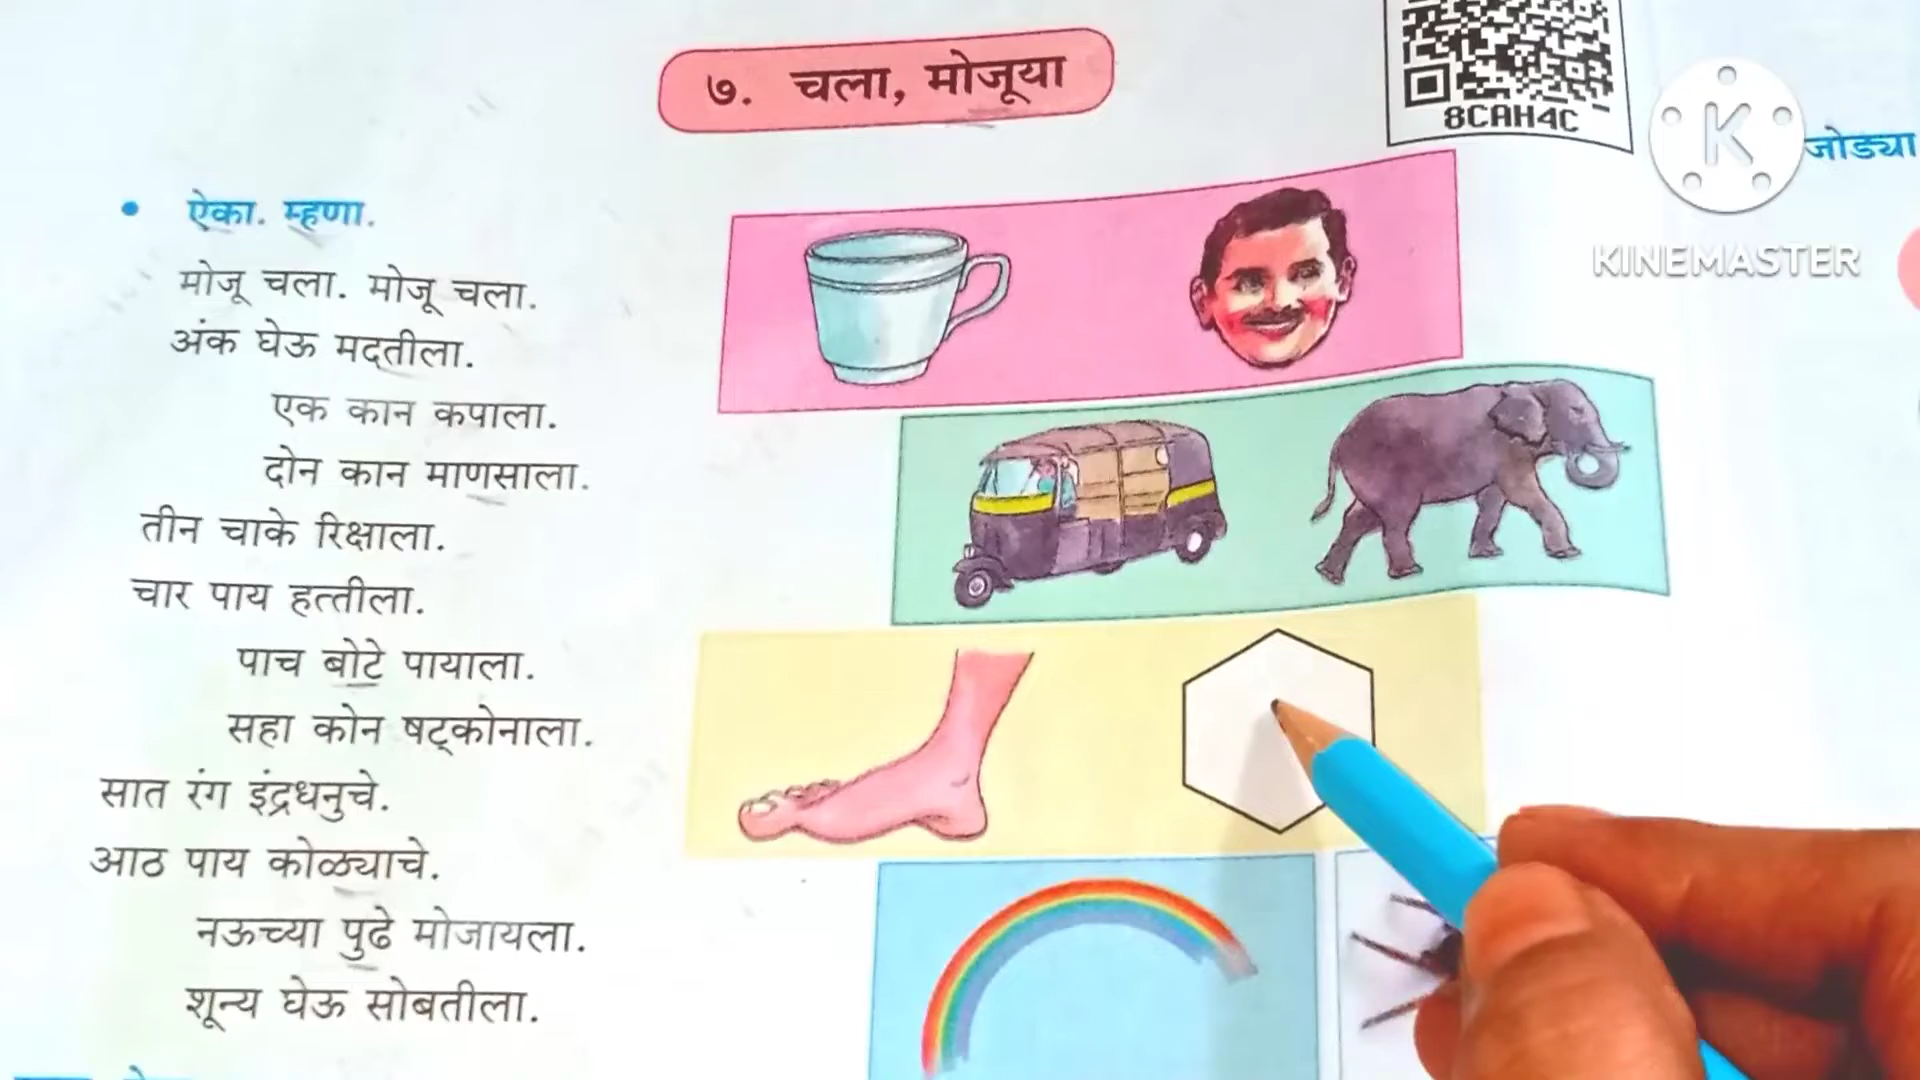 ७. चला, मोजूया
8CAH4C
K
KINEMASTER
जोड्या
• ऐका. म्हणा.
मोजू चला. मोजू चला.
अंक घेऊ मदतीला.
एक कान कपाला.
दोन कान माणसाला.
तीन चाके रिक्षाला.
चार पाय हत्तीला.
पाच बोटे पायाला.
सहा कोन षट्कोनाला.
सात रंग इंद्रधनुचे.
आठ पाय कोळ्याचे.
नऊच्या पुढे मोजायला.
शून्य घेऊ सोबतीला.